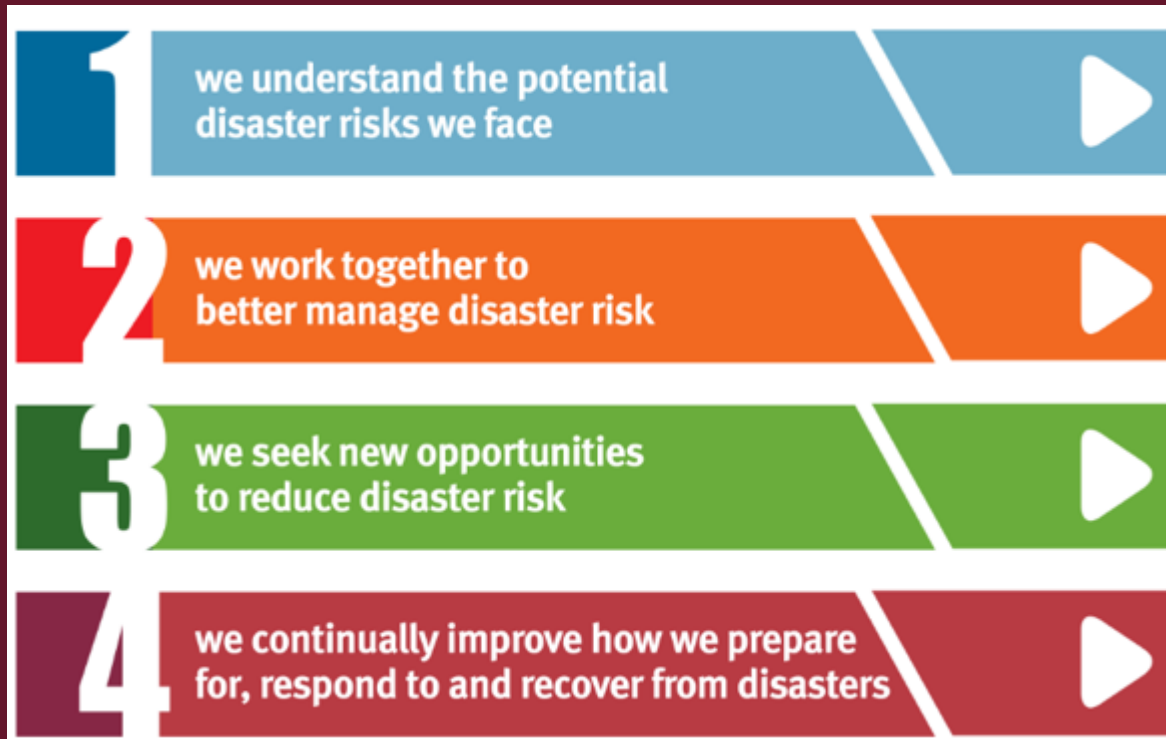 1
we understand the potential
disaster risks we face
2
we work together to
better manage disaster risk
3
we seek new opportunities
to reduce disaster risk
4
we continually improve how we prepare
for, respond to and recover from disasters